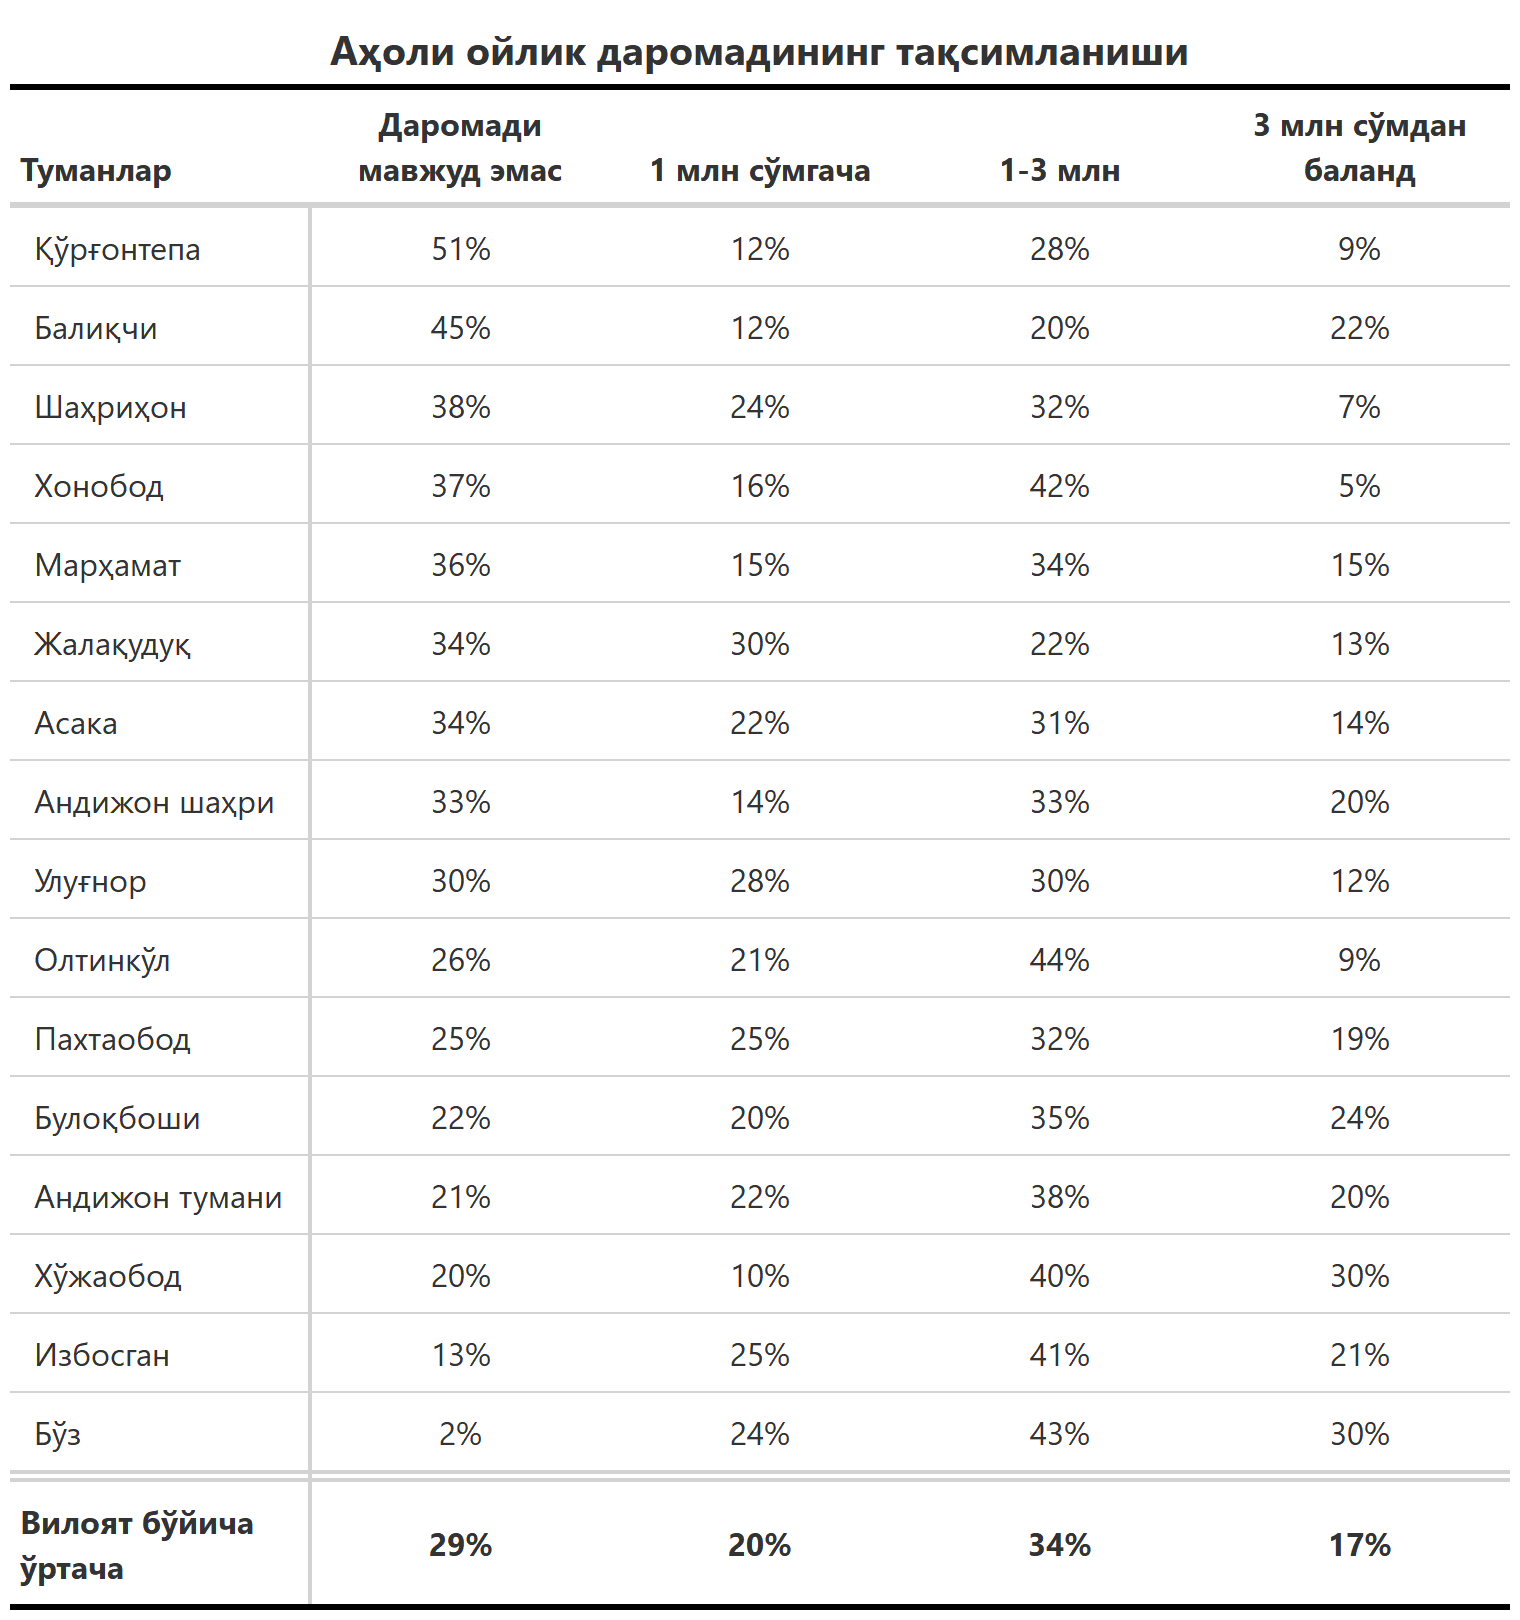 Аҳоли ойлик даромадининг тақсимланиши
Туманлар Даромади мавжуд эмас 1 млн сўмгача 1-3 млн 3 млн сўмдан баланд
Қўрғонтепа 51% 12% 28% 9%
Балиқчи 45% 12% 20% 22%
Шаҳриҳон 38% 24% 32% 7%
Хонобод 37% 16% 42% 5%
Марҳамат 36% 15% 34% 15%
Жалақудуқ 34% 30% 22% 13%
Асака 34% 22% 31% 14%
Андижон шаҳри 33% 14% 33% 20%
Улуғнор 30% 28% 30% 12%
Олтинкўл 26% 21% 44% 9%
Пахтаобод 25% 25% 32% 19%
Булоқбоши 22% 20% 35% 24%
Андижон тумани 21% 22% 38% 20%
Хўжаобод 20% 10% 40% 30%
Избосган 13% 25% 41% 21%
Бўз 2% 24% 43% 30%
Вилоят бўйича ўртача 29% 20% 34% 17%